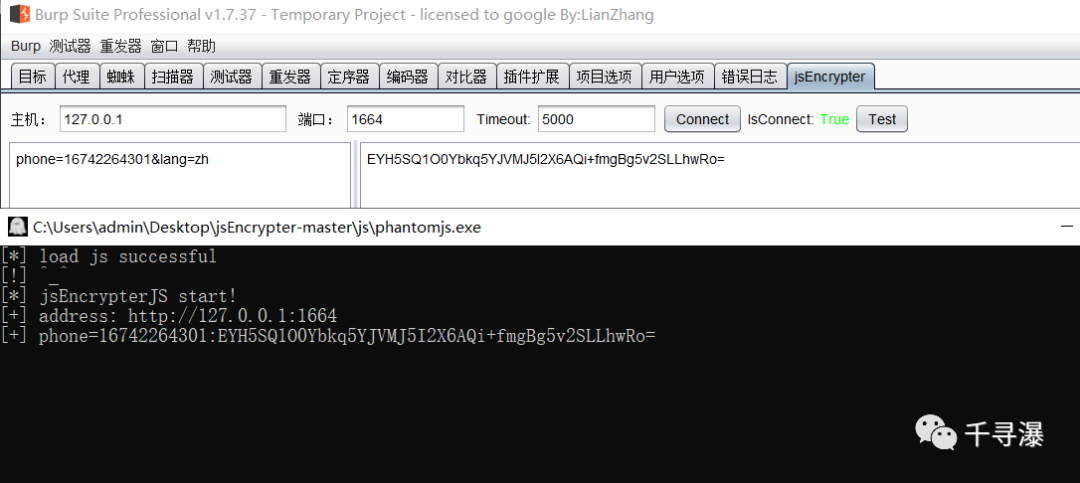 Burp Suite Professional v1.7.37 - Temporary Project - licensed to google By:LianZhang
Burp 测试器 重发器 窗口 帮助
目标 代理 蜘蛛 扫描器 测试器 重发器 定序器 编码器 对比器 插件扩展 项目选项 用户选项 错误日志 jsEncrypter
主机： 127.0.0.1 端口： 1664 Timeout: 5000 Connect IsConnect: True Test
phone=16742264301&lang=zh EYH5SQ1O0Ybkq5YJVMJ5I2X6AQi+fmgBg5v2SLLhwRo=
C:\Users\admin\Desktop\jsEncrypter-master\js\phantomjs.exe
[*] load js successful
[!] ^_^
[*] jsEncrypterJS start!
[+] address: http://127.0.0.1:1664
[+] phone=16742264301:EYH5SQ1O0Ybkq5YJVMJ5I2X6AQi+fmgBg5v2SLLhwRo=
千寻瀑